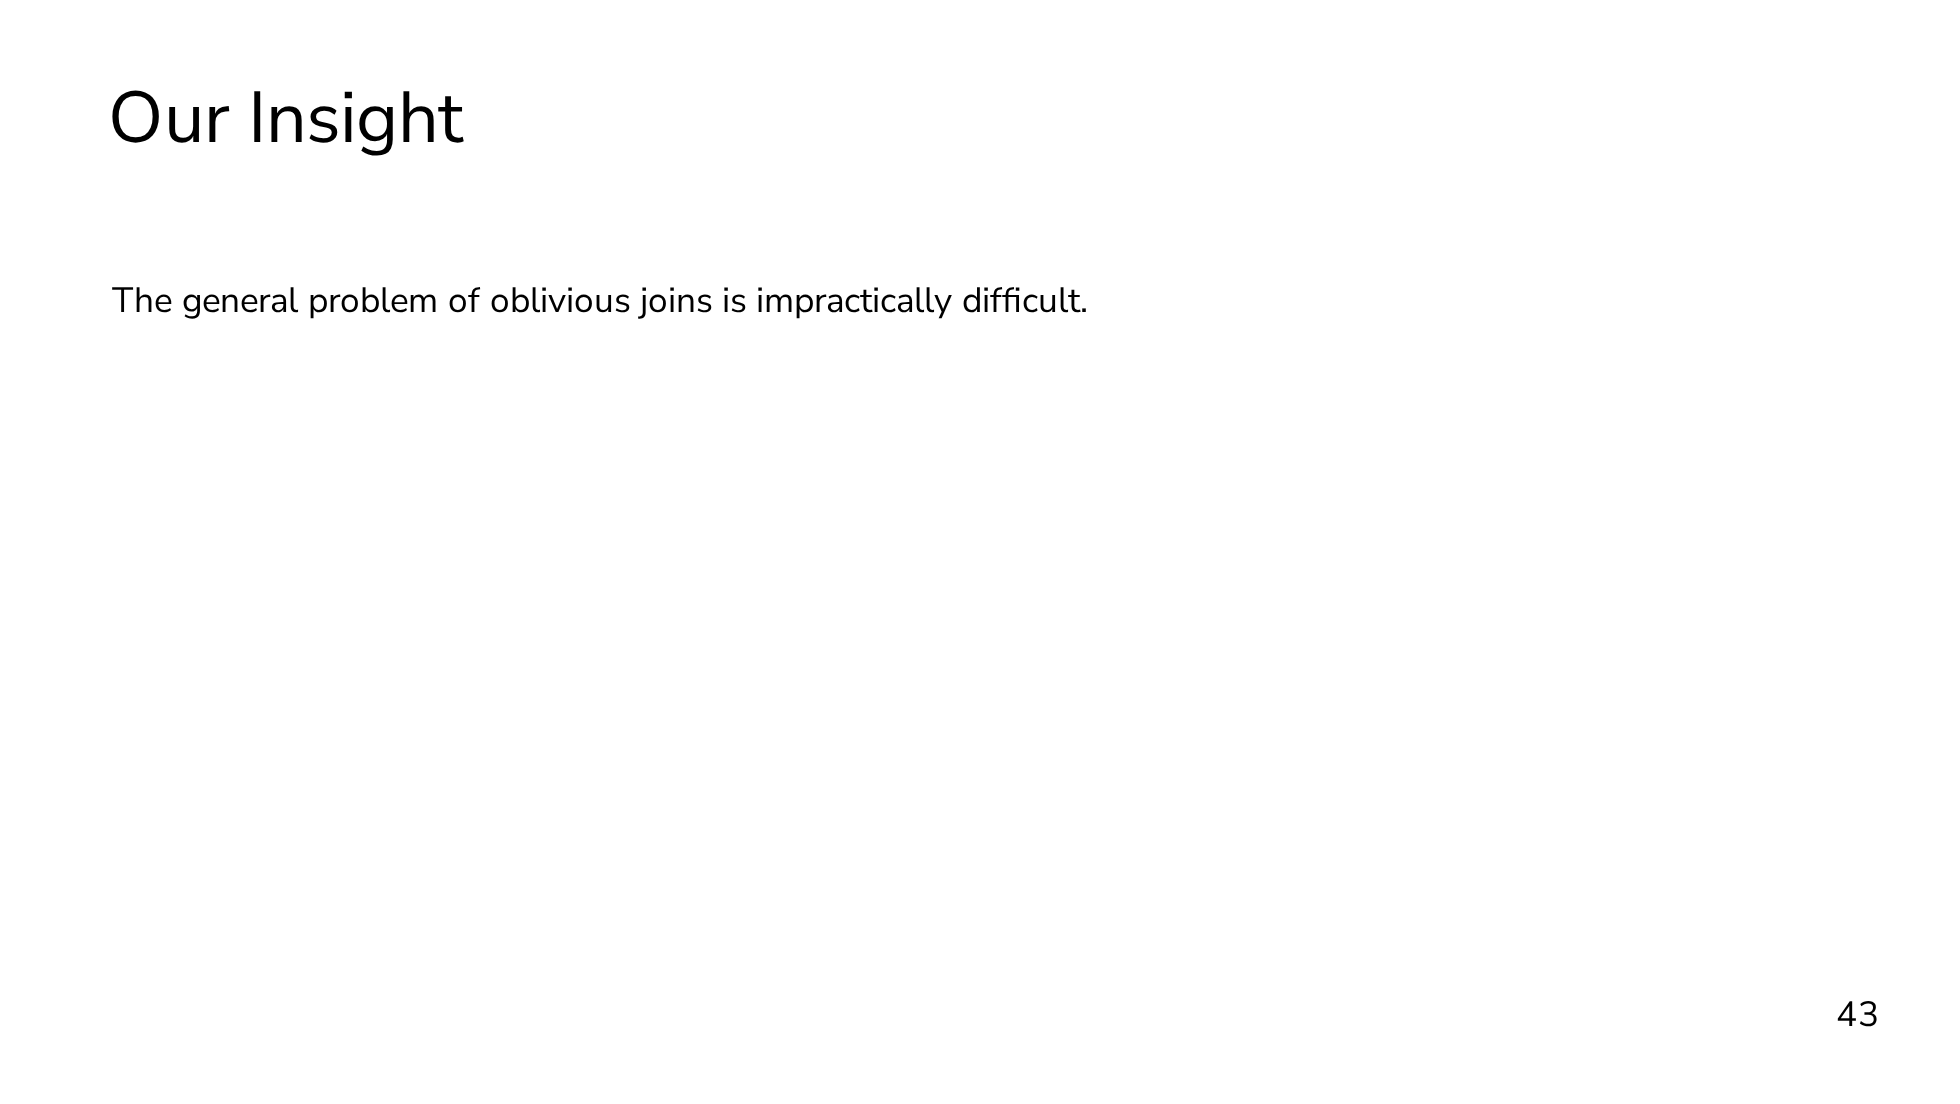 Our Insight
The general problem of oblivious joins is impractically difficult.
43